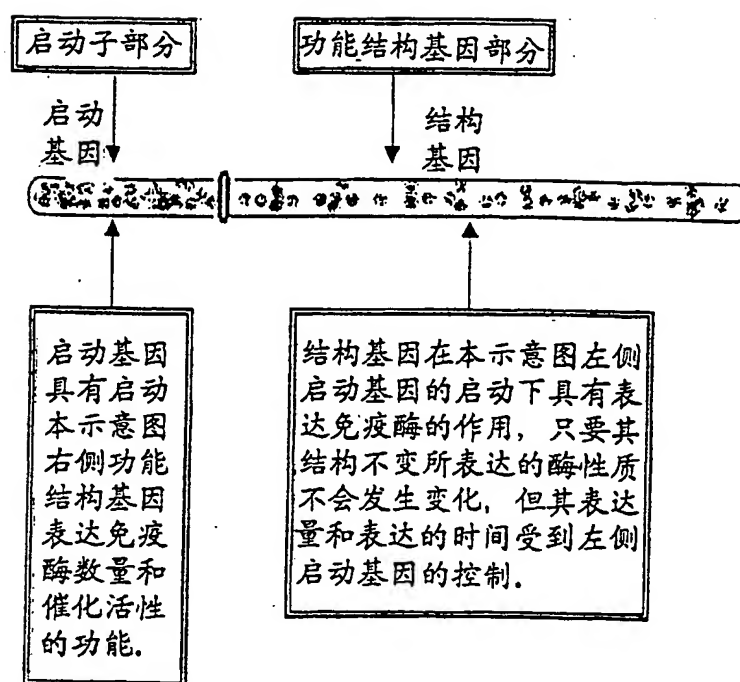 启动子部分
功能结构基因部分
启动
基因
结构
基因
启动基因
具有启动
本示意图
右侧功能
结构基因
表达免疫
酶数量和
催化活性
的功能.
结构基因在本示意图左侧
启动基因的启动下具有表
达免疫酶的作用，只要其
结构不变所表达的酶性质
不会发生变化，但其表达
量和表达的时间受到左侧
启动基因的控制.